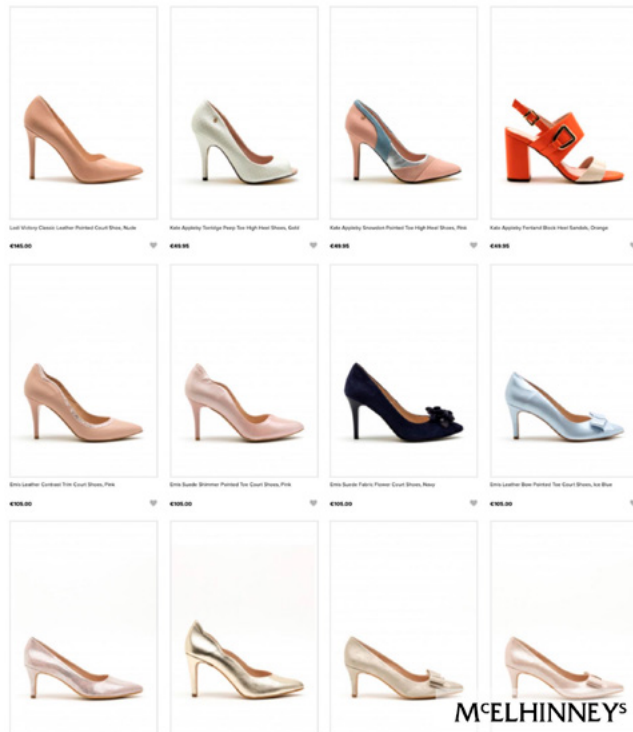 Lodi Vickay Classic Leather Pointed Court Shoe, Nude
€145.00
Kate Appleby Torridge Peep Toe High Heel Shoes, Gold
€49.95
Kate Appleby Snowdon Pointed Toe High Heel Shoes, Pink
€49.95
Kate Appleby Fenland Block Heel Sandals, Orange
€49.95
Emis Leather Contrast Trim Court Shoes, Pink
€105.00
Emis Suede Shimmer Pointed Toe Court Shoes, Pink
€105.00
Emis Suede Fabric Flower Court Shoes, Navy
€105.00
Emis Leather Bow Pointed Toe Court Shoes, Ice Blue
€105.00
McELHINNEYs